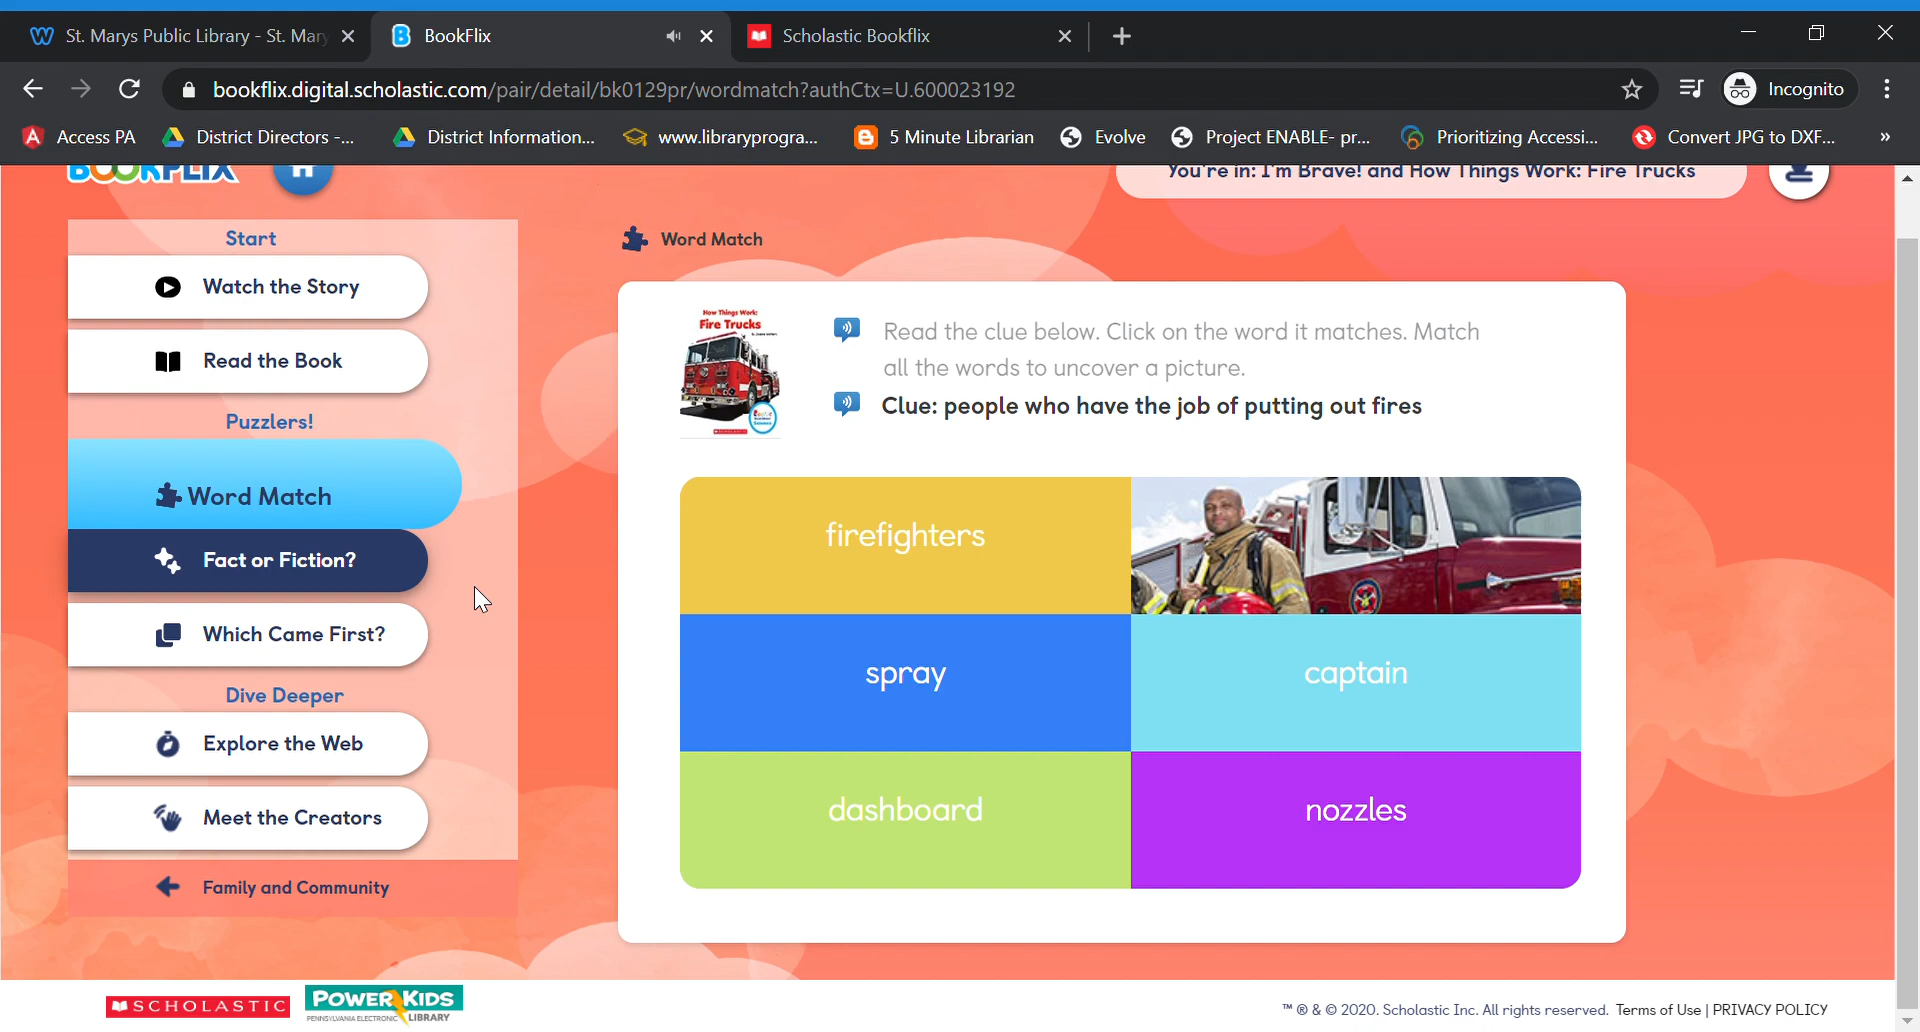 St. Marys Public Library - St. Mary
BookFlix
Scholastic Bookflix
bookflix.digital.scholastic.com/pair/detail/bk0129pr/wordmatch?authCtx=U.600023192
Incognito
Access PA
District Directors -...
District Information...
www.libraryprogra...
5 Minute Librarian
Evolve
Project ENABLE- pr...
Prioritizing Accessi...
Convert JPG to DXF...
»
BOOKFLIX
You're in: I'm Brave! and How Things Work: Fire Trucks
Start
Watch the Story
Read the Book
Puzzlers!
Word Match
Fact or Fiction?
Which Came First?
Dive Deeper
Explore the Web
Meet the Creators
Family and Community
Word Match
How Things Work:
Fire Trucks
Read the clue below. Click on the word it matches. Match
all the words to uncover a picture.
Clue: people who have the job of putting out fires
firefighters
spray
captain
dashboard
nozzles
SCHOLASTIC
POWER KIDS
PENNSYLVANIA ELECTRONIC LIBRARY
™ ® & © 2020. Scholastic Inc. All rights reserved. Terms of Use | PRIVACY POLICY